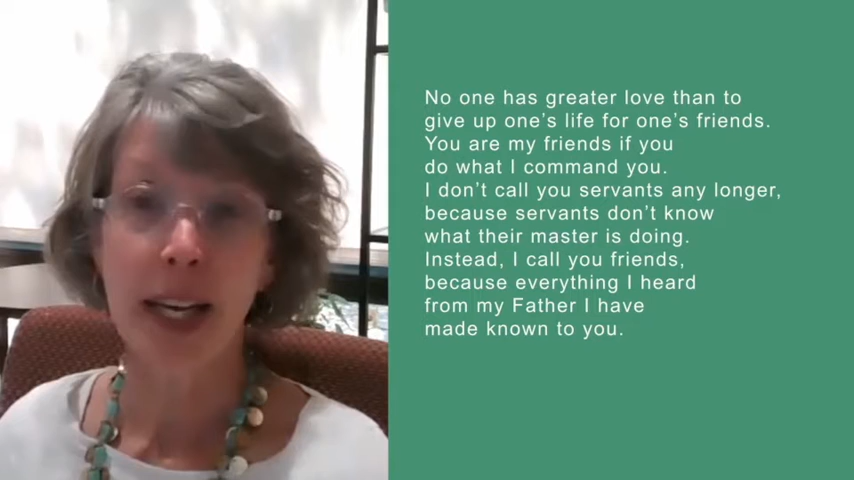 No one has greater love than to
give up one’s life for one’s friends.
You are my friends if you
do what I command you.
I don’t call you servants any longer,
because servants don’t know
what their master is doing.
Instead, I call you friends,
because everything I heard
from my Father I have
made known to you.